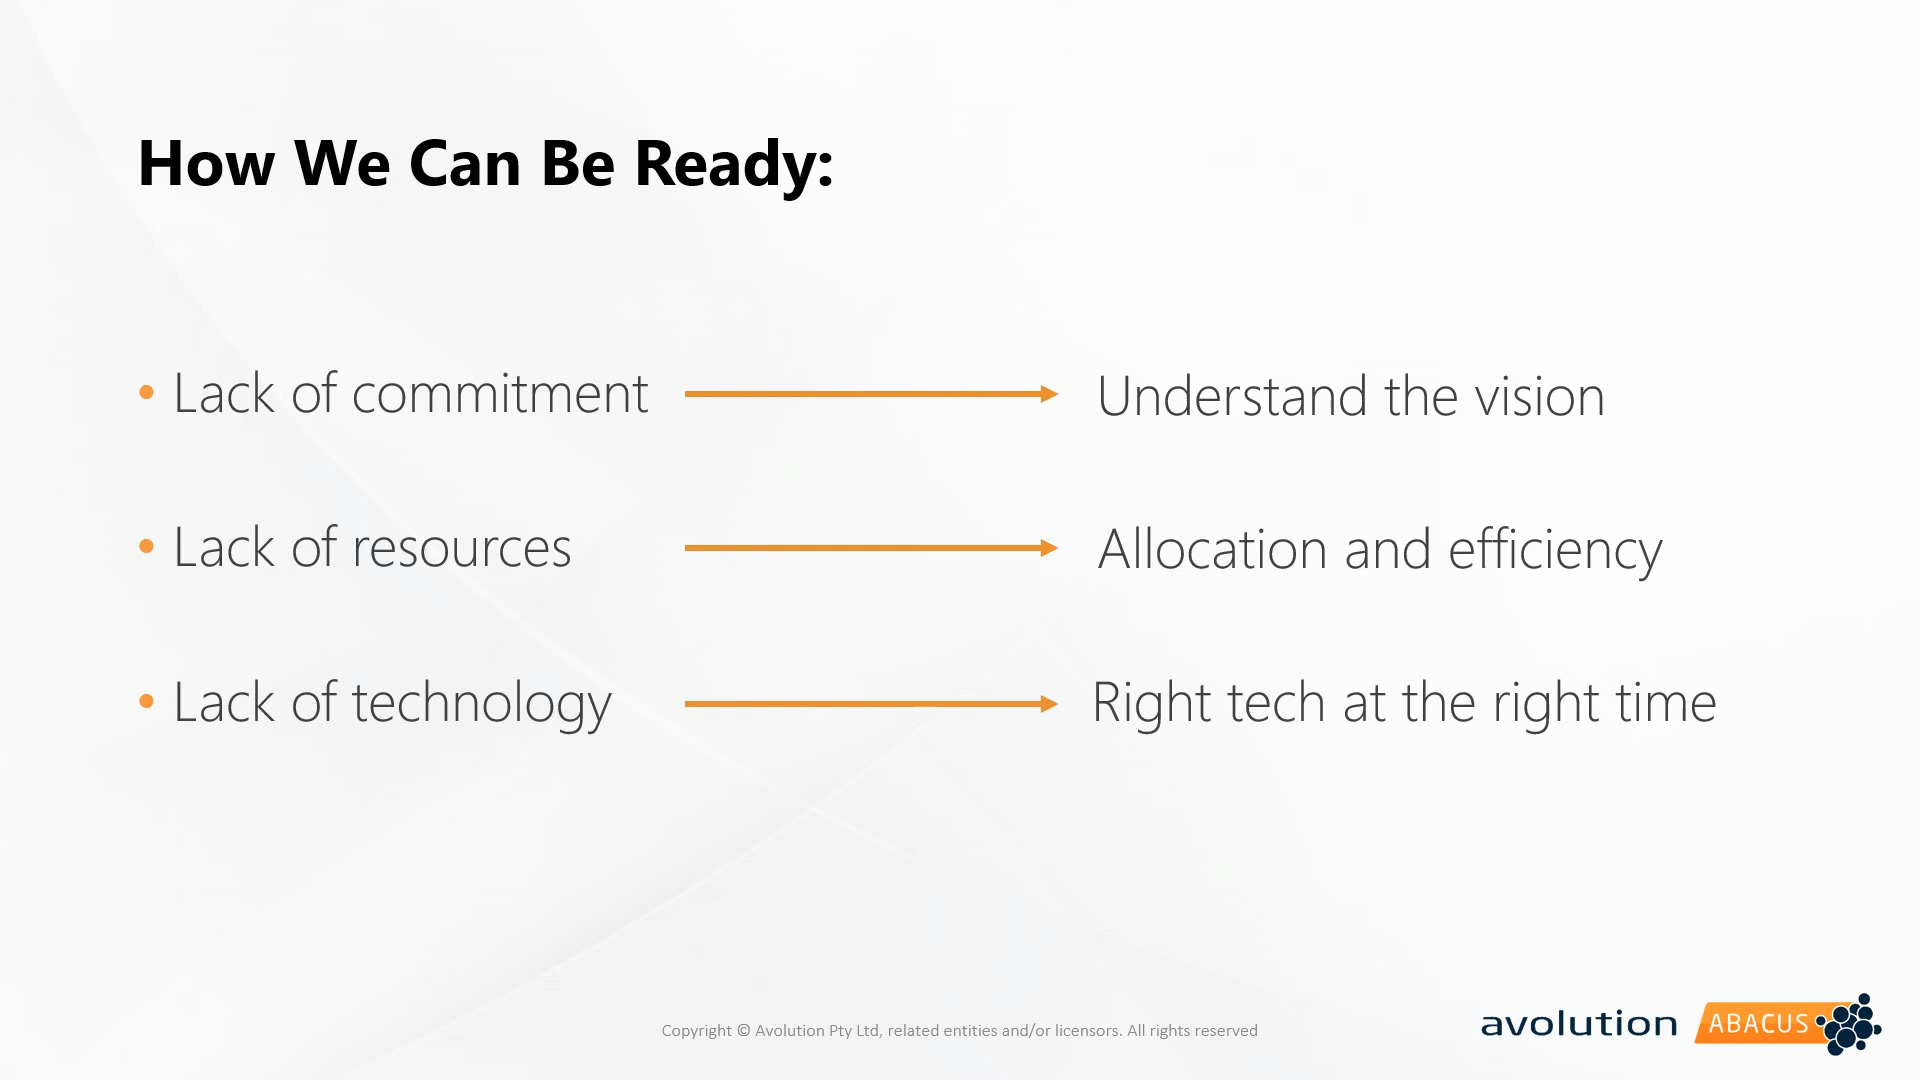 How We Can Be Ready:
• Lack of commitment
Understand the vision
• Lack of resources
Allocation and efficiency
• Lack of technology
Right tech at the right time
Copyright © Avolution Pty Ltd, related entities and/or licensors. All rights reserved
avolution ABACUS